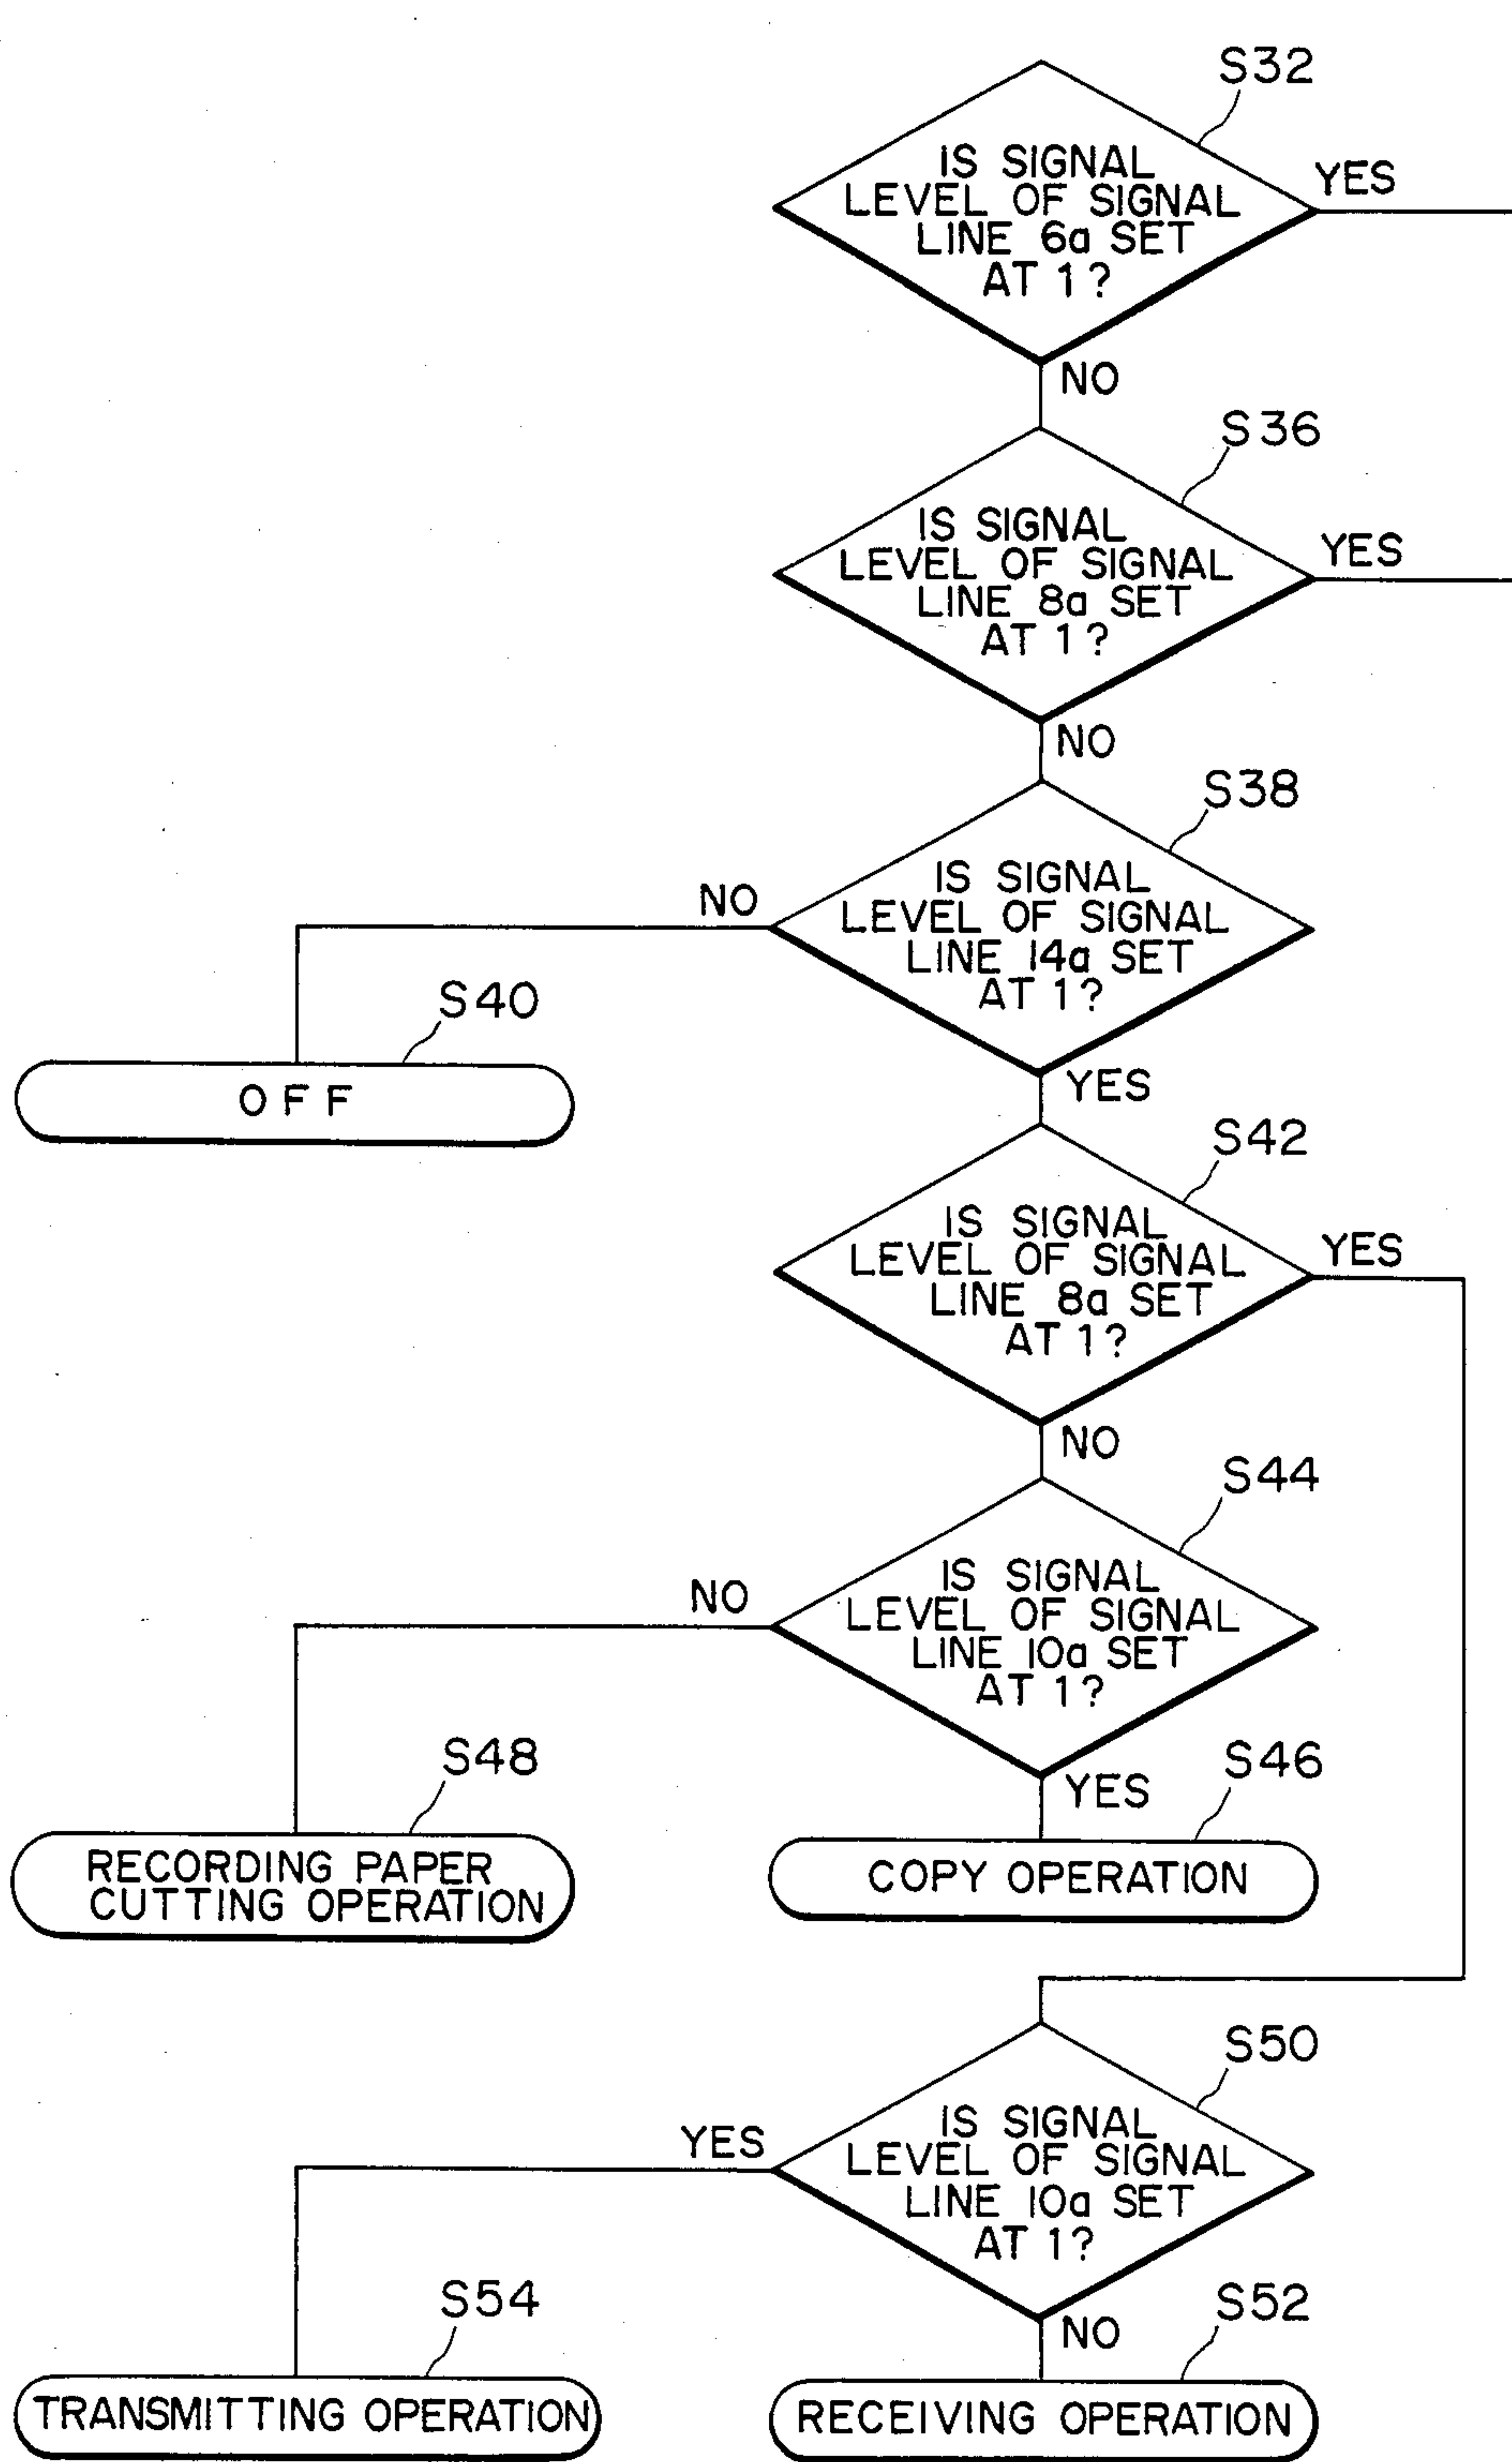 S32
IS SIGNAL
LEVEL OF SIGNAL
LINE 6a SET
AT 1?
YES
NO
S36
IS SIGNAL
LEVEL OF SIGNAL
LINE 8a SET
AT 1?
YES
NO
S38
IS SIGNAL
LEVEL OF SIGNAL
LINE 14a SET
AT 1?
NO
YES
S40
OFF
S42
IS SIGNAL
LEVEL OF SIGNAL
LINE 8a SET
AT 1?
YES
NO
S44
IS SIGNAL
LEVEL OF SIGNAL
LINE 10a SET
AT 1?
NO
YES
S48
RECORDING PAPER
CUTTING OPERATION
S46
COPY OPERATION
S50
IS SIGNAL
LEVEL OF SIGNAL
LINE 10a SET
AT 1?
YES
NO
S54
TRANSMITTING OPERATION
S52
RECEIVING OPERATION